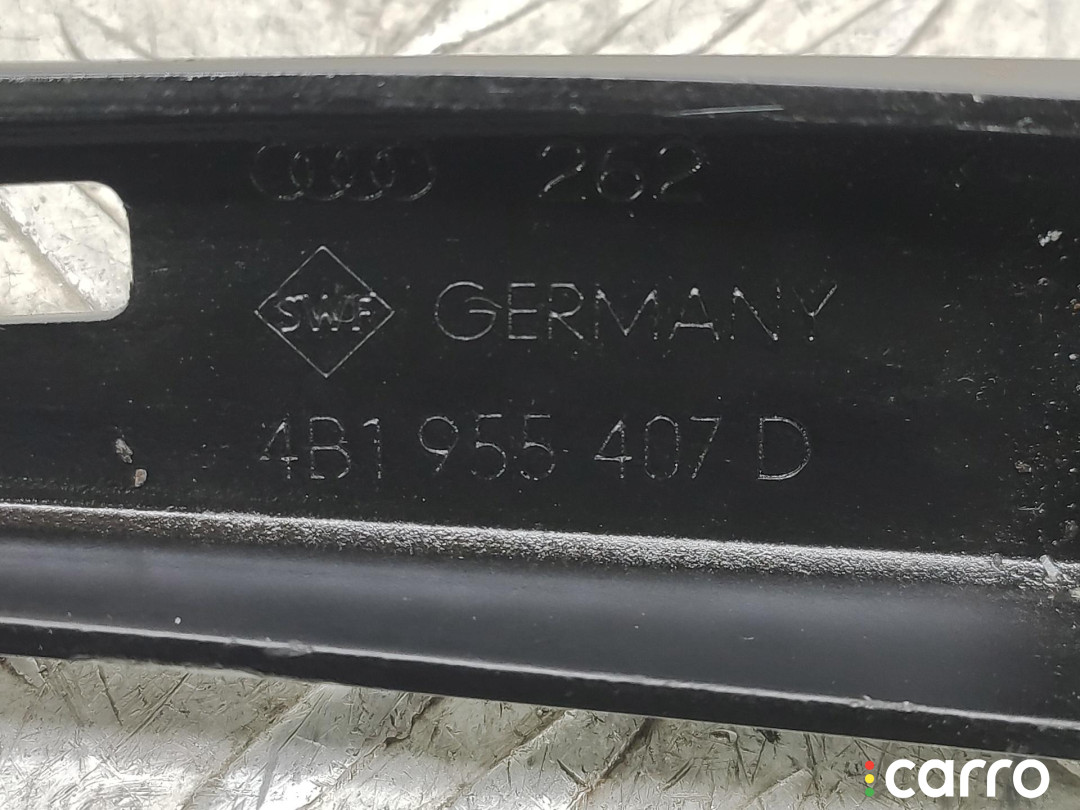 262
SWF GERMANY
4B1 955 407 D
carro